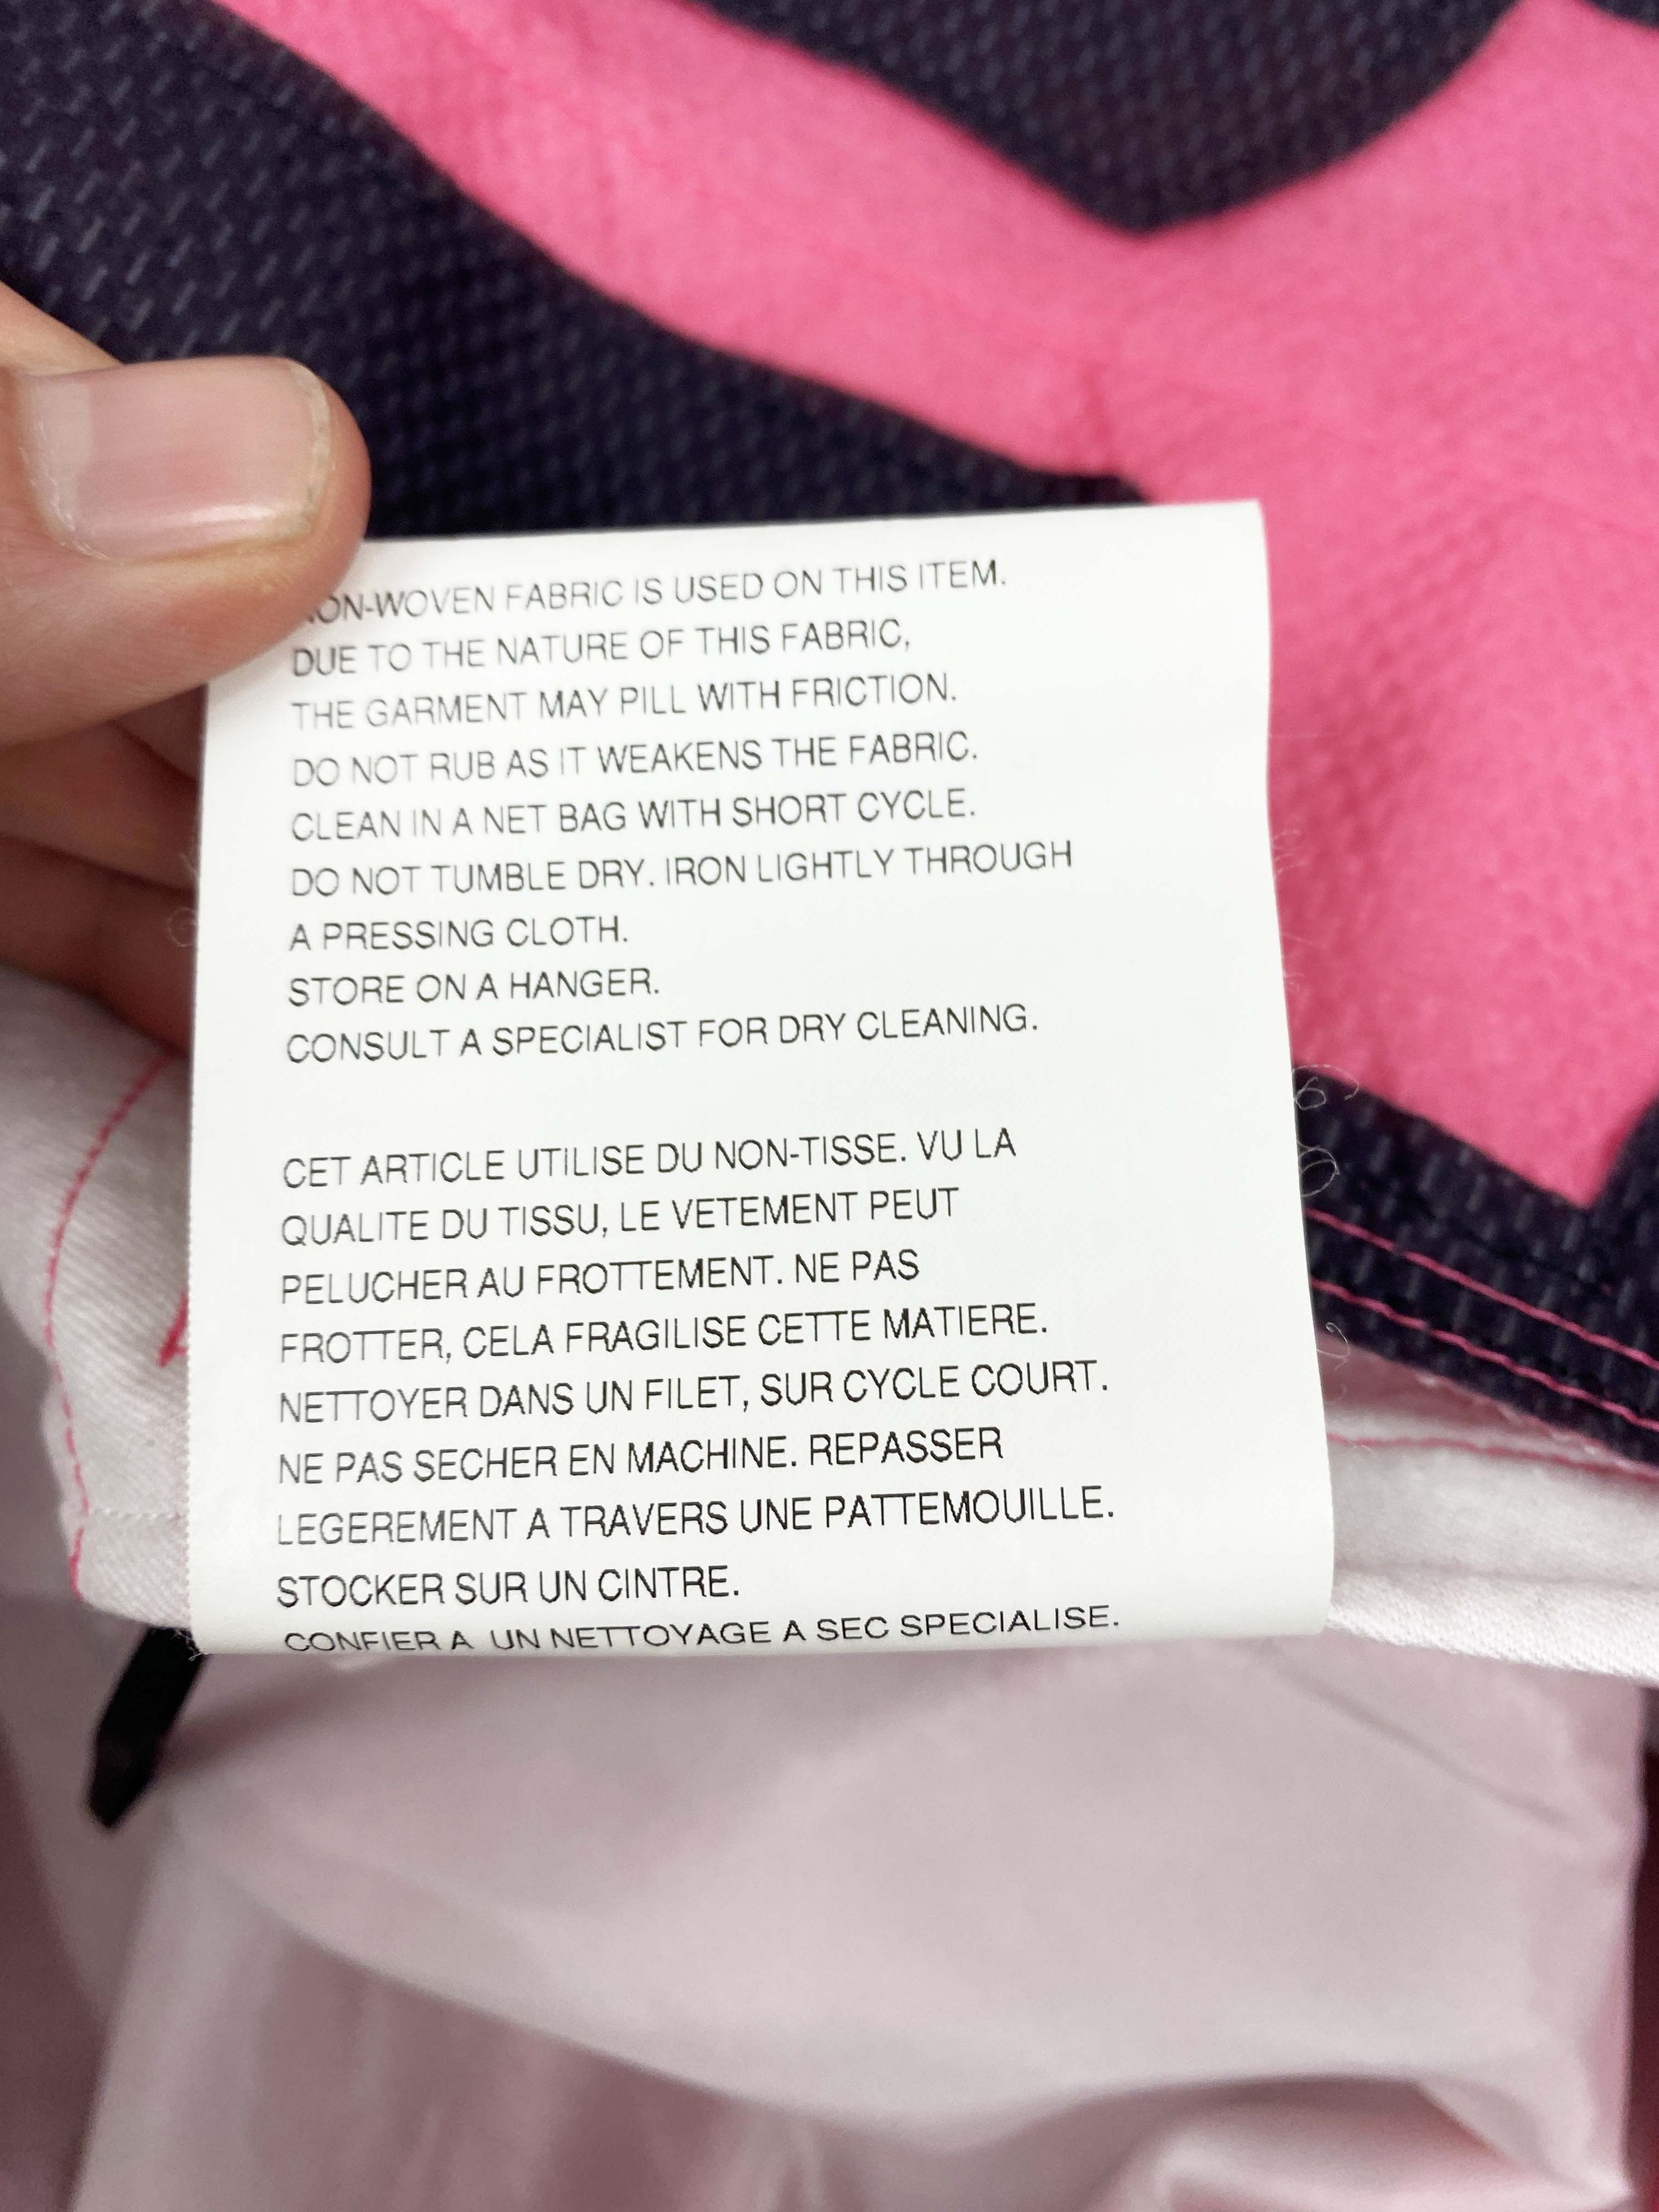 NON-WOVEN FABRIC IS USED ON THIS ITEM.
DUE TO THE NATURE OF THIS FABRIC,
THE GARMENT MAY PILL WITH FRICTION.
DO NOT RUB AS IT WEAKENS THE FABRIC.
CLEAN IN A NET BAG WITH SHORT CYCLE.
DO NOT TUMBLE DRY. IRON LIGHTLY THROUGH
A PRESSING CLOTH.
STORE ON A HANGER.
CONSULT A SPECIALIST FOR DRY CLEANING.
CET ARTICLE UTILISE DU NON-TISSE. VU LA
QUALITE DU TISSU, LE VETEMENT PEUT
PELUCHER AU FROTTEMENT. NE PAS
FROTTER, CELA FRAGILISE CETTE MATIERE.
NETTOYER DANS UN FILET, SUR CYCLE COURT.
NE PAS SECHER EN MACHINE. REPASSER
LEGEREMENT A TRAVERS UNE PATTEMOUILLE.
STOCKER SUR UN CINTRE.
CONFIER A UN NETTOYAGE A SEC SPECIALISE.